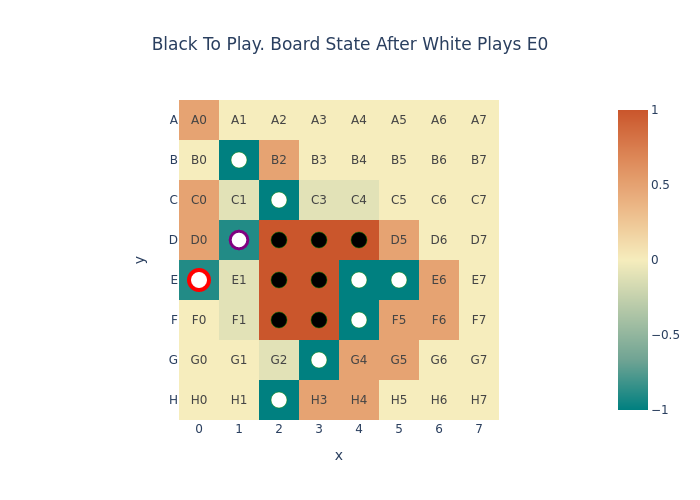 Black To Play. Board State After White Plays E0
A A0 A1 A2 A3 A4 A5 A6 A7
B B0 B2 B3 B4 B5 B6 B7
C C0 C1 C3 C4 C5 C6 C7
D D0 D5 D6 D7
E E1 E6 E7
F F0 F1 F5 F6 F7
G G0 G1 G2 G4 G5 G6 G7
H H0 H1 H3 H4 H5 H6 H7
0 1 2 3 4 5 6 7
x
y
1
0.5
0
−0.5
−1